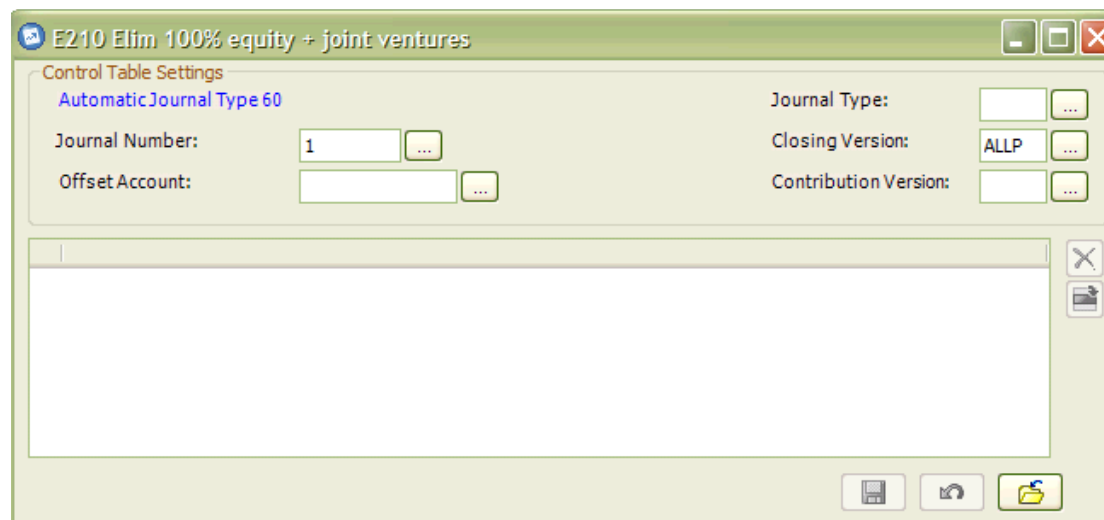 E210 Elim 100% equity + joint ventures
Control Table Settings
Automatic Journal Type 60
Journal Type:
...
Journal Number:
1
...
Closing Version:
ALLP
...
Offset Account:
...
Contribution Version:
...